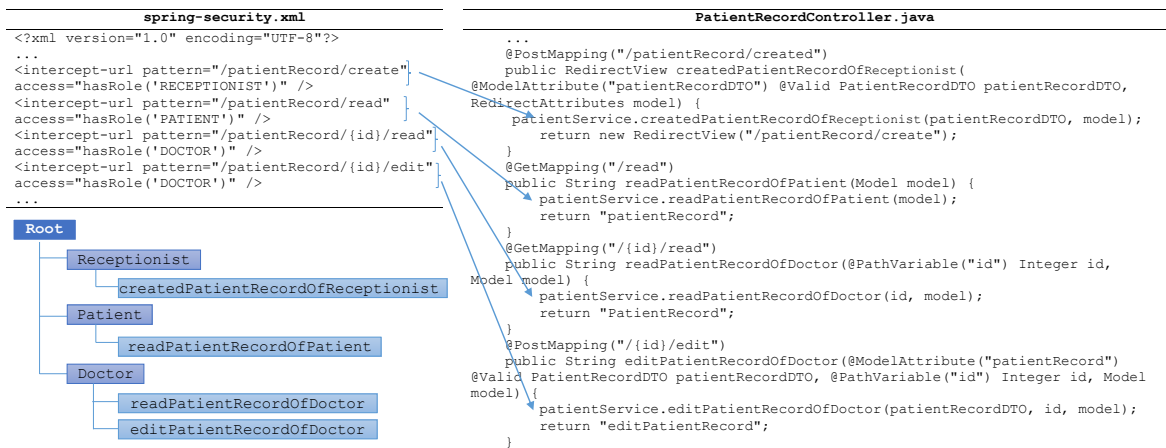 spring-security.xml
<?xml version="1.0" encoding="UTF-8"?>
...
<intercept-url pattern="/patientRecord/create"
access="hasRole('RECEPTIONIST')" />
<intercept-url pattern="/patientRecord/read"
access="hasRole('PATIENT')" />
<intercept-url pattern="/patientRecord/{id}/read"
access="hasRole('DOCTOR')" />
<intercept-url pattern="/patientRecord/{id}/edit"
access="hasRole('DOCTOR')" />
...
Root
Receptionist
createdPatientRecordOfReceptionist
Patient
readPatientRecordOfPatient
Doctor
readPatientRecordOfDoctor
editPatientRecordOfDoctor
PatientRecordController.java
...
@PostMapping("/patientRecord/created")
public RedirectView createdPatientRecordOfReceptionist(
@ModelAttribute("patientRecordDTO") @Valid PatientRecordDTO patientRecordDTO,
RedirectAttributes model) {
patientService.createdPatientRecordOfReceptionist(patientRecordDTO, model);
return new RedirectView("/patientRecord/create");
}
@GetMapping("/read")
public String readPatientRecordOfPatient(Model model) {
patientService.readPatientRecordOfPatient(model);
return "patientRecord";
}
@GetMapping("/{id}/read")
public String readPatientRecordOfDoctor(@PathVariable("id") Integer id,
Model model) {
patientService.readPatientRecordOfDoctor(id, model);
return "PatientRecord";
}
@PostMapping("/{id}/edit")
public String editPatientRecordOfDoctor(@ModelAttribute("patientRecord")
@Valid PatientRecordDTO patientRecordDTO, @PathVariable("id") Integer id, Model
model) {
patientService.editPatientRecordOfDoctor(patientRecordDTO, id, model);
return "editPatientRecord";
}